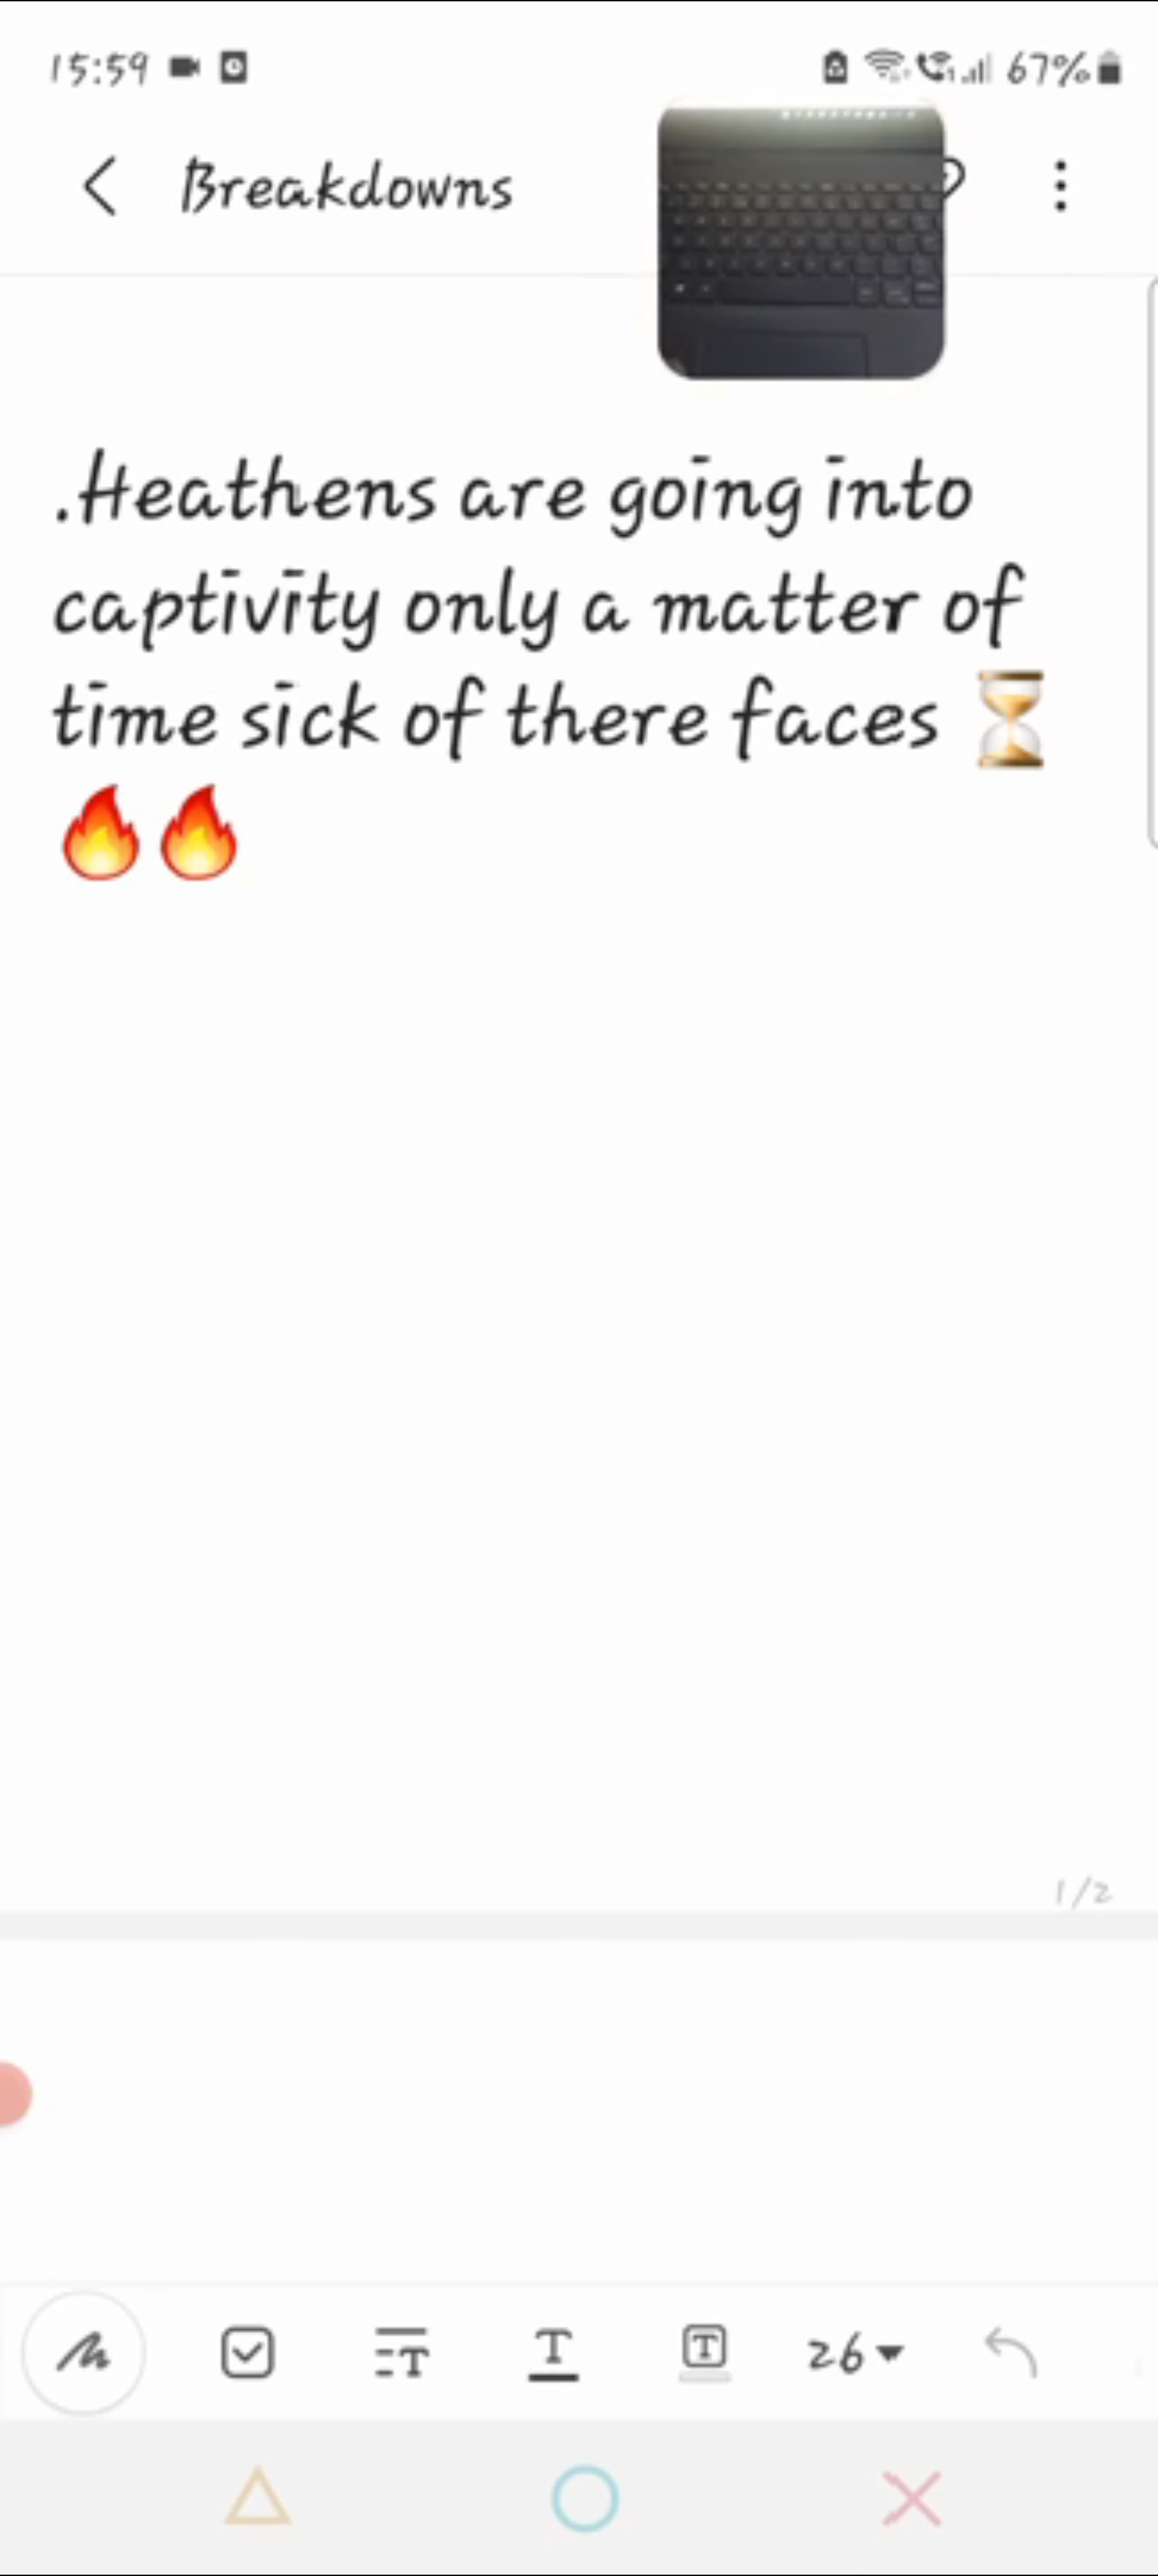 15:59
67%
Breakdowns
.Heathens are going into
captivity only a matter of
time sick of there faces ⏳
🔥🔥
1/2
26